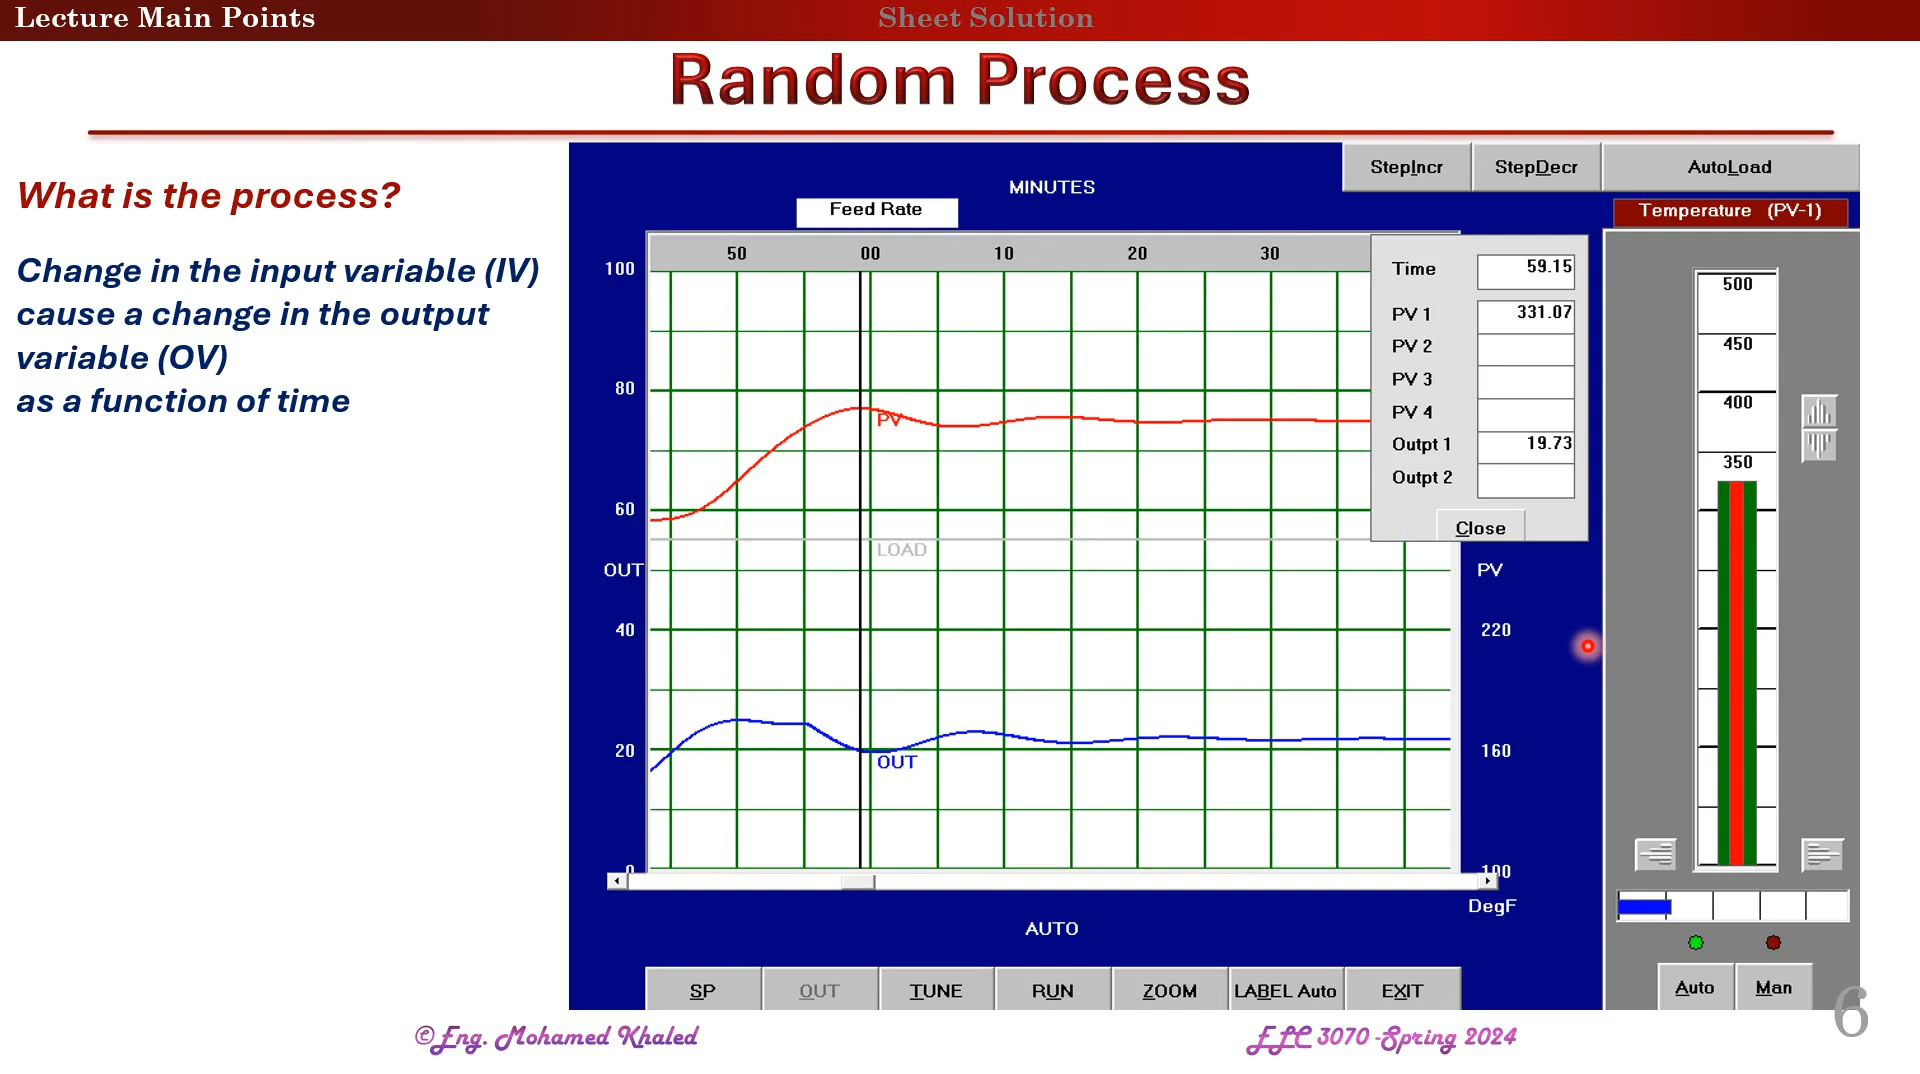 Lecture Main Points
Sheet Solution
Random Process
What is the process?
Change in the input variable (IV)
cause a change in the output
variable (OV)
as a function of time
StepIncr
StepDecr
AutoLoad
MINUTES
Feed Rate
Temperature (PV-1)
50 00 10 20 30
100
80
60
OUT
40
20
0
PV
LOAD
OUT
Time 59.15
PV 1 331.07
PV 2
PV 3
PV 4
Outpt 1 19.73
Outpt 2
Close
PV
220
160
100
DegF
500
450
400
350
AUTO
SP
OUT
TUNE
RUN
ZOOM
LABEL Auto
EXIT
Auto
Man
©Eng. Mohamed Khaled
ELC 3070 -Spring 2024
6